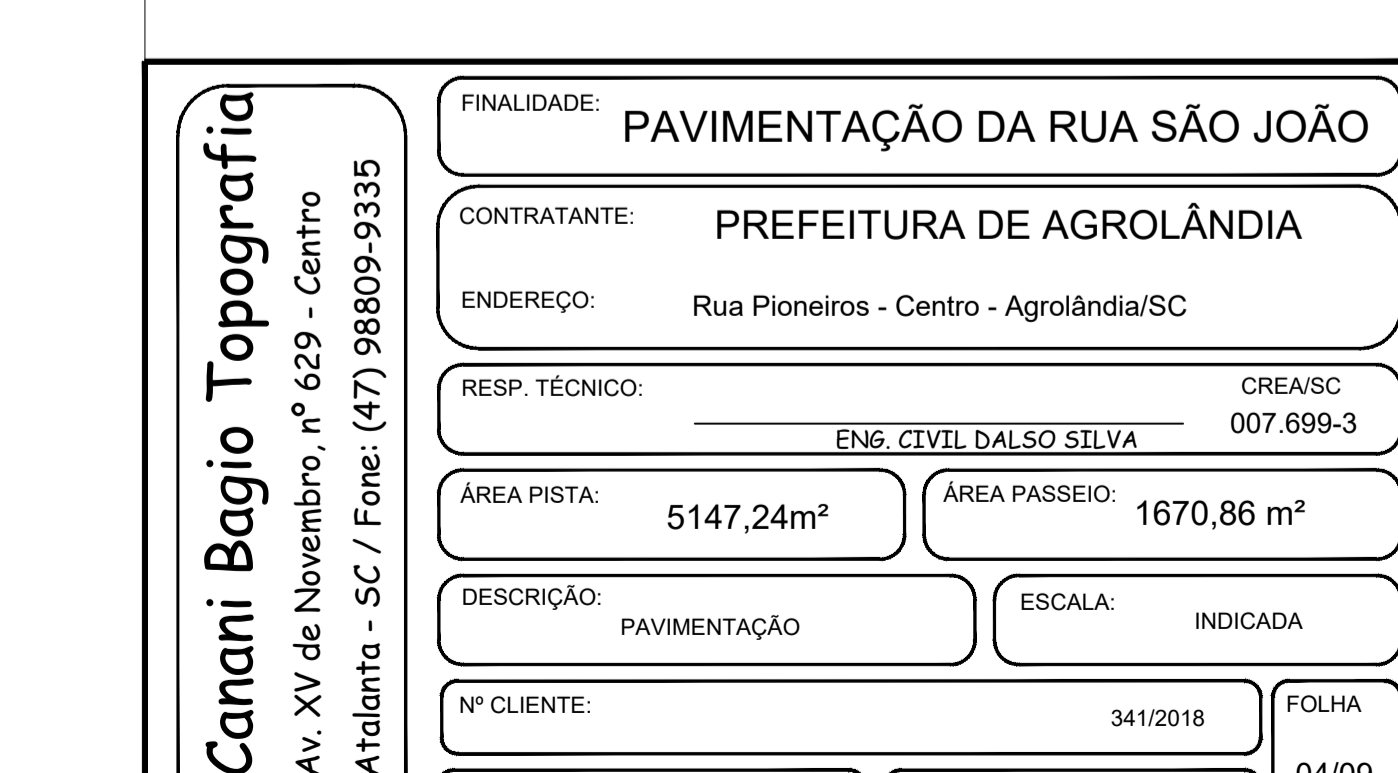 Canani Bagio Topografia
Av. XV de Novembro, nº 629 - Centro
Atalanta - SC / Fone: (47) 98809-9335
FINALIDADE: PAVIMENTAÇÃO DA RUA SÃO JOÃO
CONTRATANTE: PREFEITURA DE AGROLÂNDIA
ENDEREÇO: Rua Pioneiros - Centro - Agrolândia/SC
RESP. TÉCNICO: CREA/SC
007.699-3
ENG. CIVIL DALSO SILVA
ÁREA PISTA: 5147,24m²
ÁREA PASSEIO: 1670,86 m²
DESCRIÇÃO:
PAVIMENTAÇÃO
ESCALA: INDICADA
Nº CLIENTE: 341/2018
FOLHA
04/09